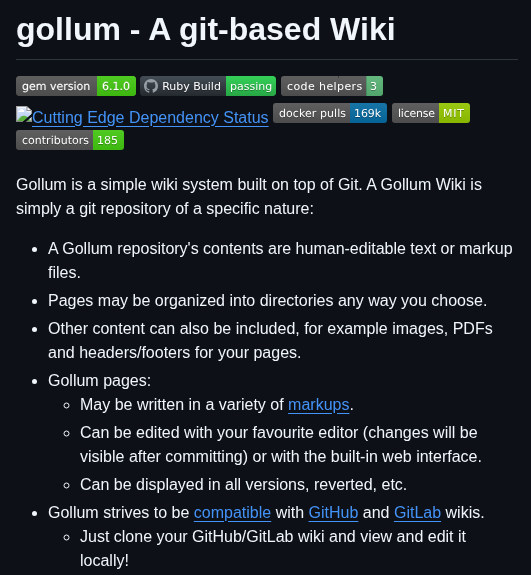 gollum - A git-based Wiki
gem version 6.1.0 Ruby Build passing code helpers 3
Cutting Edge Dependency Status docker pulls 169k license MIT
contributors 185
Gollum is a simple wiki system built on top of Git. A Gollum Wiki is
simply a git repository of a specific nature:
• A Gollum repository's contents are human-editable text or markup
files.
• Pages may be organized into directories any way you choose.
• Other content can also be included, for example images, PDFs
and headers/footers for your pages.
• Gollum pages:
◦ May be written in a variety of markups.
◦ Can be edited with your favourite editor (changes will be
visible after committing) or with the built-in web interface.
◦ Can be displayed in all versions, reverted, etc.
• Gollum strives to be compatible with GitHub and GitLab wikis.
◦ Just clone your GitHub/GitLab wiki and view and edit it
locally!